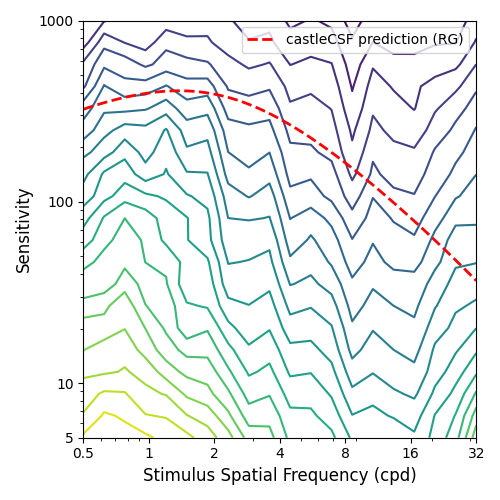 1000
castleCSF prediction (RG)
Sensitivity
100
10
5
0.5 1 2 4 8 16 32
Stimulus Spatial Frequency (cpd)